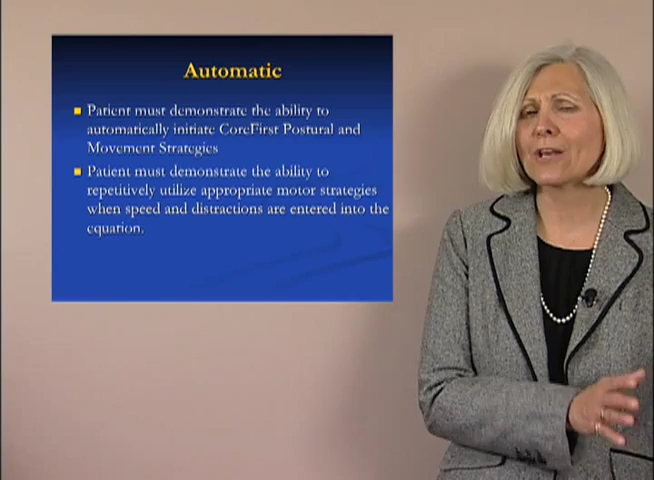 Automatic
Patient must demonstrate the ability to
automatically initiate CoreFirst Postural and
Movement Strategies
Patient must demonstrate the ability to
repetitively utilize appropriate motor strategies
when speed and distractions are entered into the
equation.